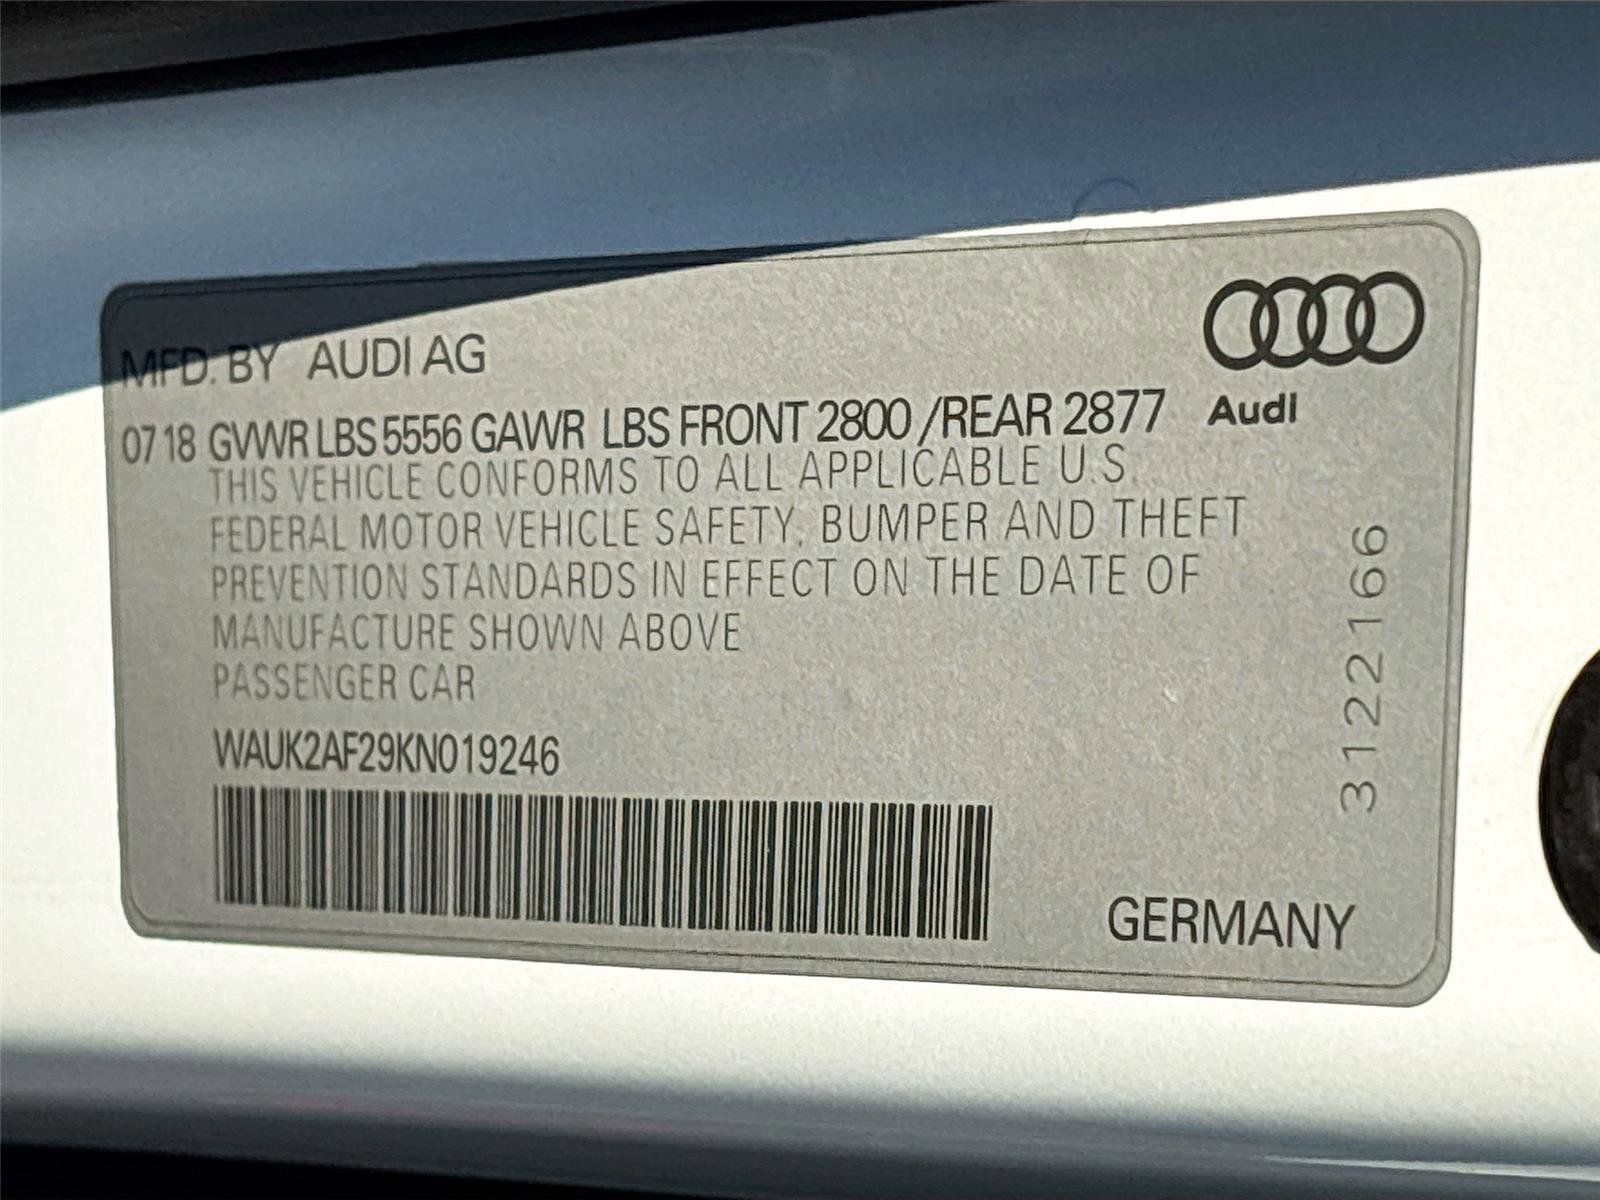 MFD. BY AUDI AG
Audi
07 18 GVWR LBS 5556 GAWR LBS FRONT 2800 /REAR 2877
THIS VEHICLE CONFORMS TO ALL APPLICABLE U.S.
FEDERAL MOTOR VEHICLE SAFETY, BUMPER AND THEFT
PREVENTION STANDARDS IN EFFECT ON THE DATE OF
MANUFACTURE SHOWN ABOVE
PASSENGER CAR
WAUK2AF29KN019246
3122166
GERMANY